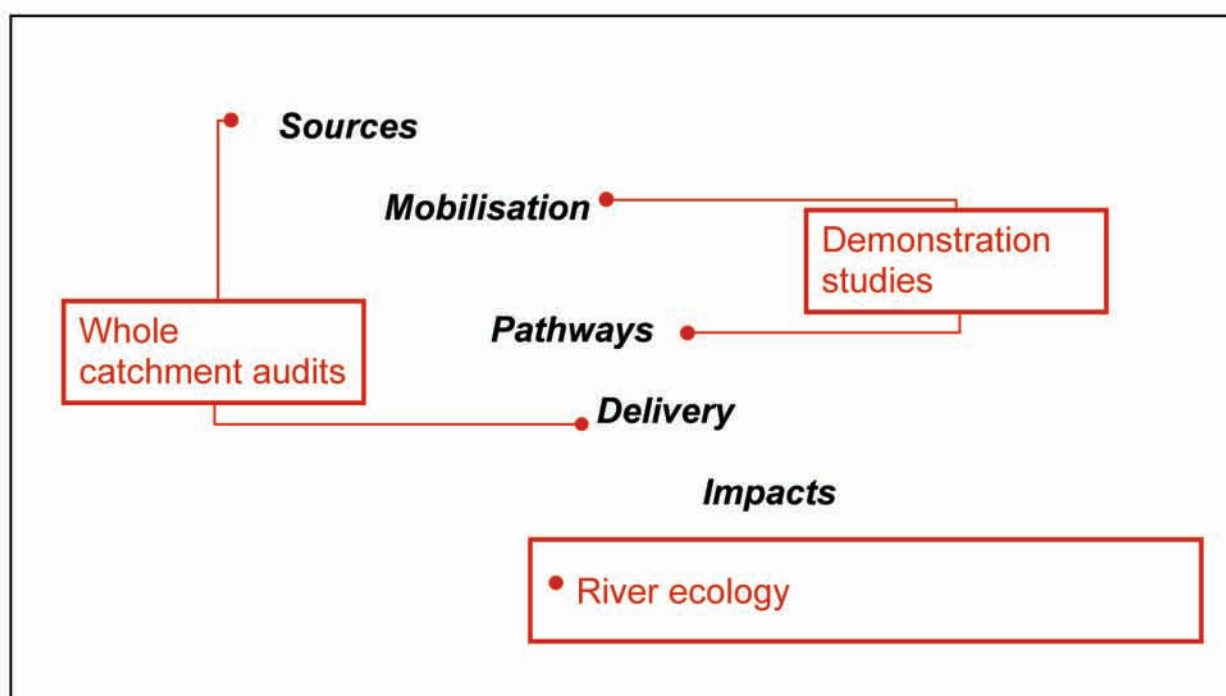 Sources
Mobilisation
Demonstration
studies
Whole
catchment audits
Pathways
Delivery
Impacts
• River ecology